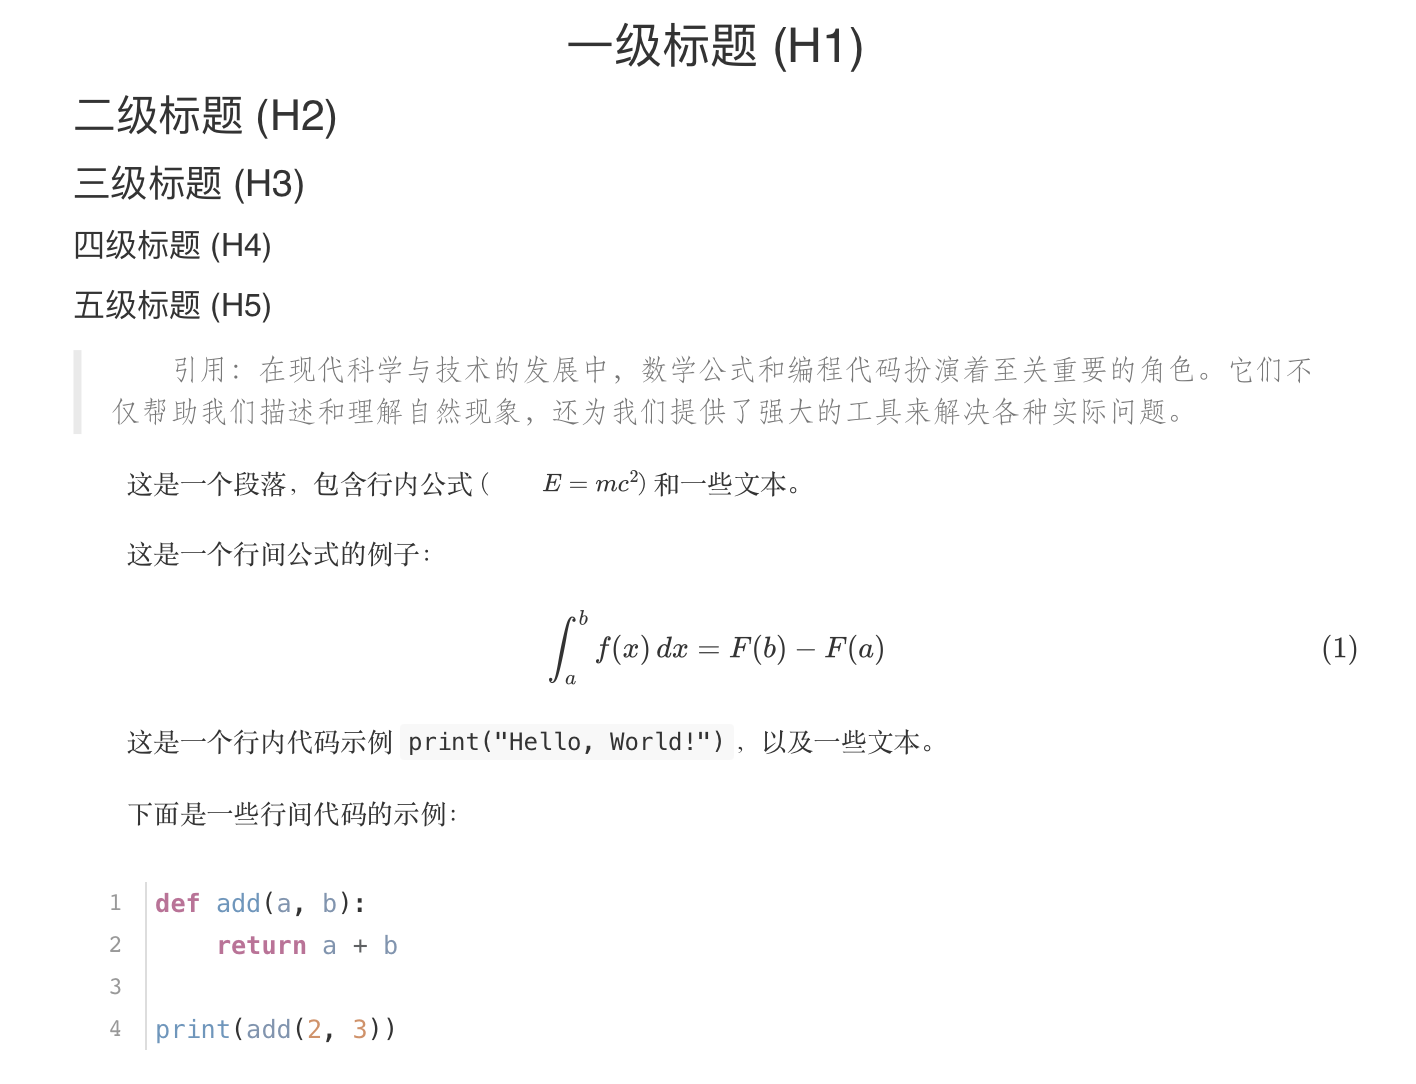 一级标题 (H1)
二级标题 (H2)
三级标题 (H3)
四级标题 (H4)
五级标题 (H5)
引用：在现代科学与技术的发展中，数学公式和编程代码扮演着至关重要的角色。它们不
仅帮助我们描述和理解自然现象，还为我们提供了强大的工具来解决各种实际问题。
这是一个段落，包含行内公式（ E = mc²）和一些文本。
这是一个行间公式的例子：
∫_a^b f(x) dx = F(b) − F(a) (1)
这是一个行内代码示例 print("Hello, World!")，以及一些文本。
下面是一些行间代码的示例：
1 def add(a, b):
2     return a + b
3
4 print(add(2, 3))